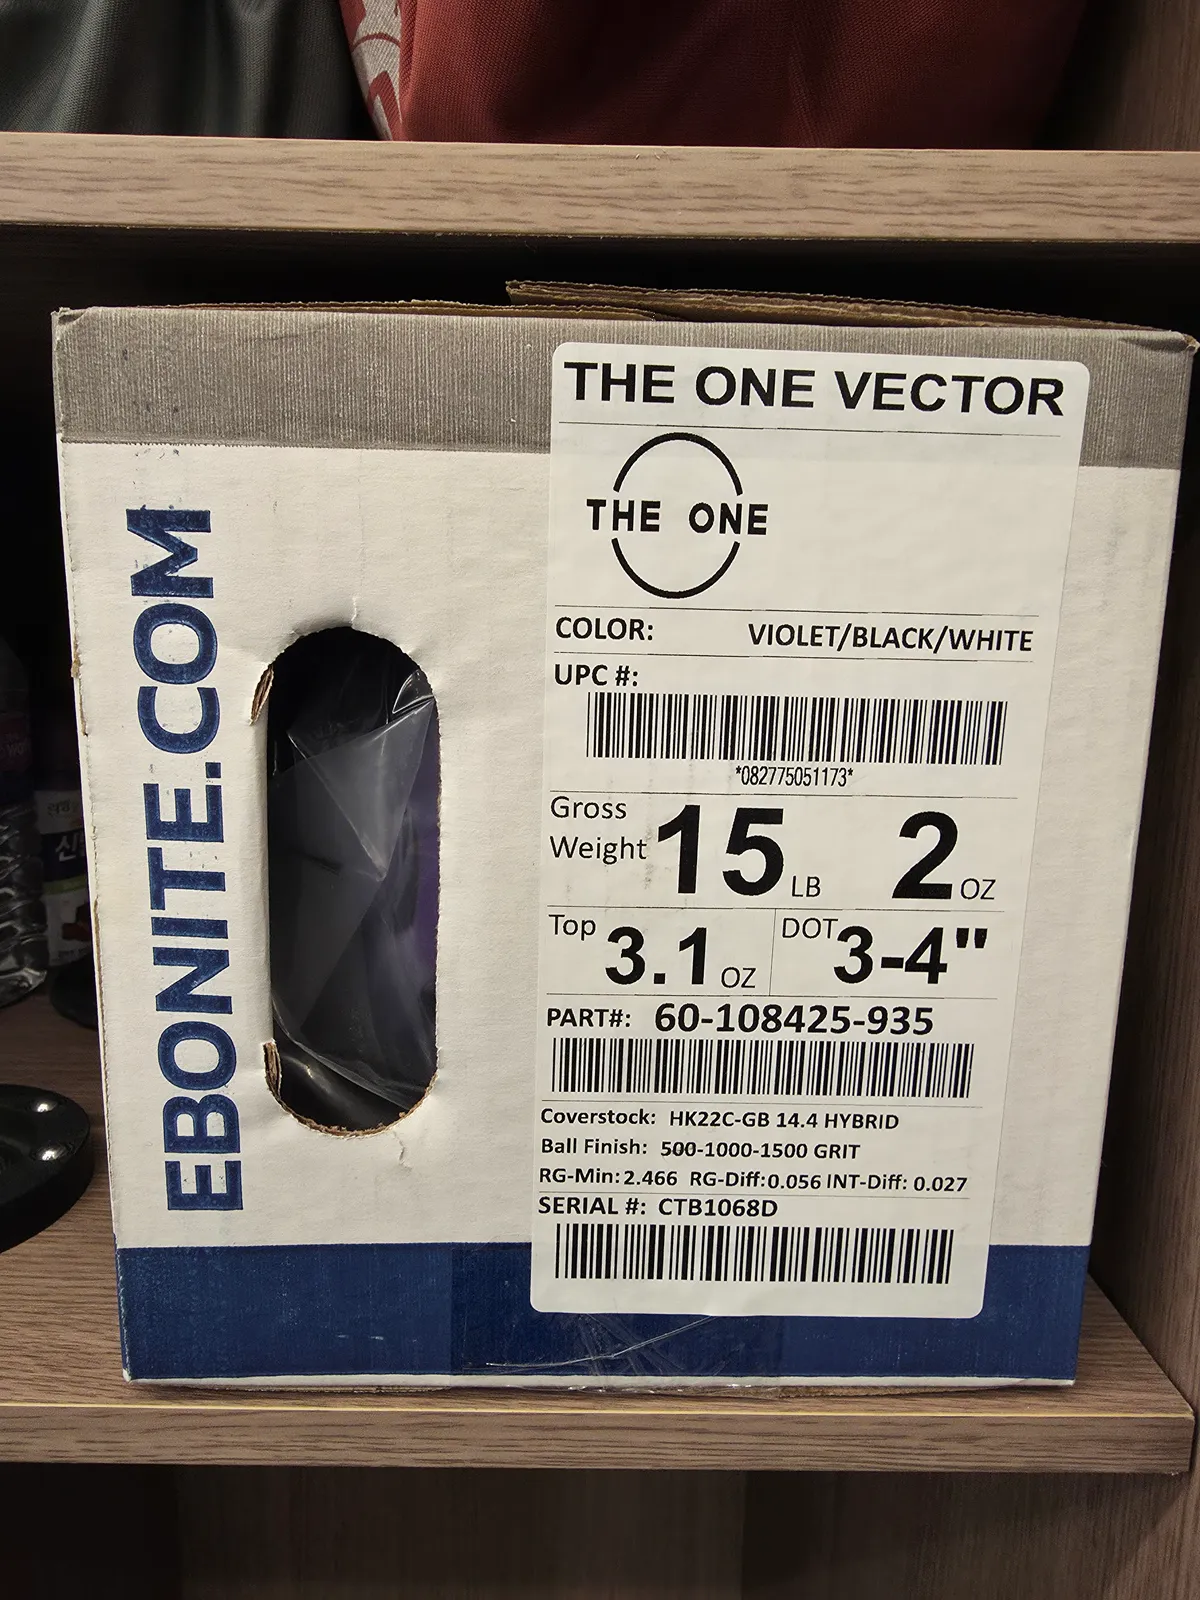 EBONITE.COM
THE ONE VECTOR
THE ONE
COLOR: VIOLET/BLACK/WHITE
UPC #:
*082775051173*
Gross Weight 15 LB 2 OZ
Top 3.1 OZ DOT 3-4"
PART#: 60-108425-935
Coverstock: HK22C-GB 14.4 HYBRID
Ball Finish: 500-1000-1500 GRIT
RG-Min: 2.466 RG-Diff: 0.056 INT-Diff: 0.027
SERIAL #: CTB1068D